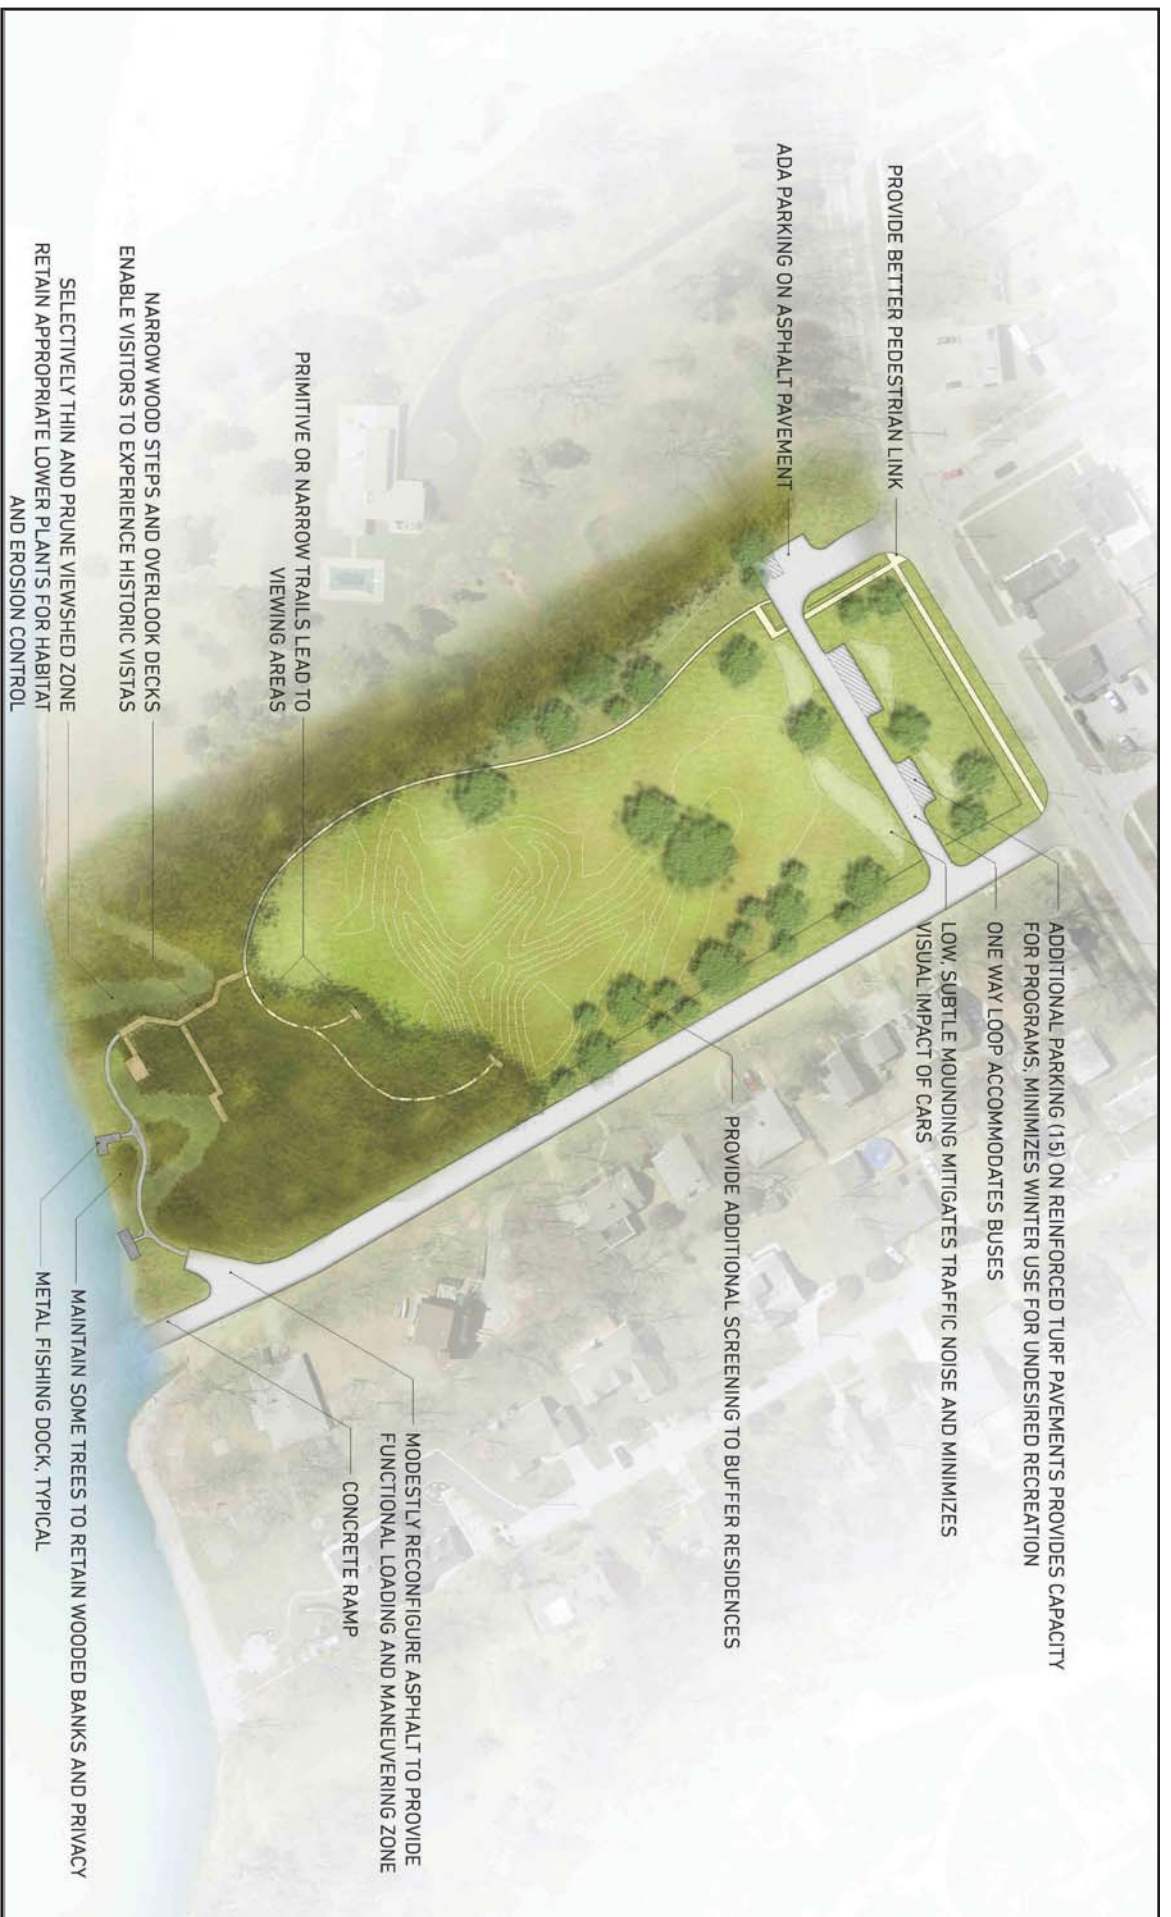 ADDITIONAL PARKING (15) ON REINFORCED TURF PAVEMENTS PROVIDES CAPACITY
FOR PROGRAMS, MINIMIZES WINTER USE FOR UNDESIRED RECREATION
ONE WAY LOOP ACCOMMODATES BUSES
LOW, SUBTLE MOUNDING MITIGATES TRAFFIC NOISE AND MINIMIZES
VISUAL IMPACT OF CARS
PROVIDE BETTER PEDESTRIAN LINK
ADA PARKING ON ASPHALT PAVEMENT
PROVIDE ADDITIONAL SCREENING TO BUFFER RESIDENCES
PRIMITIVE OR NARROW TRAILS LEAD TO
VIEWING AREAS
MODESTLY RECONFIGURE ASPHALT TO PROVIDE
FUNCTIONAL LOADING AND MANEUVERING ZONE
CONCRETE RAMP
NARROW WOOD STEPS AND OVERLOOK DECKS
ENABLE VISITORS TO EXPERIENCE HISTORIC VISTAS
SELECTIVELY THIN AND PRUNE VIEWSHED ZONE
RETAIN APPROPRIATE LOWER PLANTS FOR HABITAT
AND EROSION CONTROL
MAINTAIN SOME TREES TO RETAIN WOODED BANKS AND PRIVACY
METAL FISHING DOCK, TYPICAL